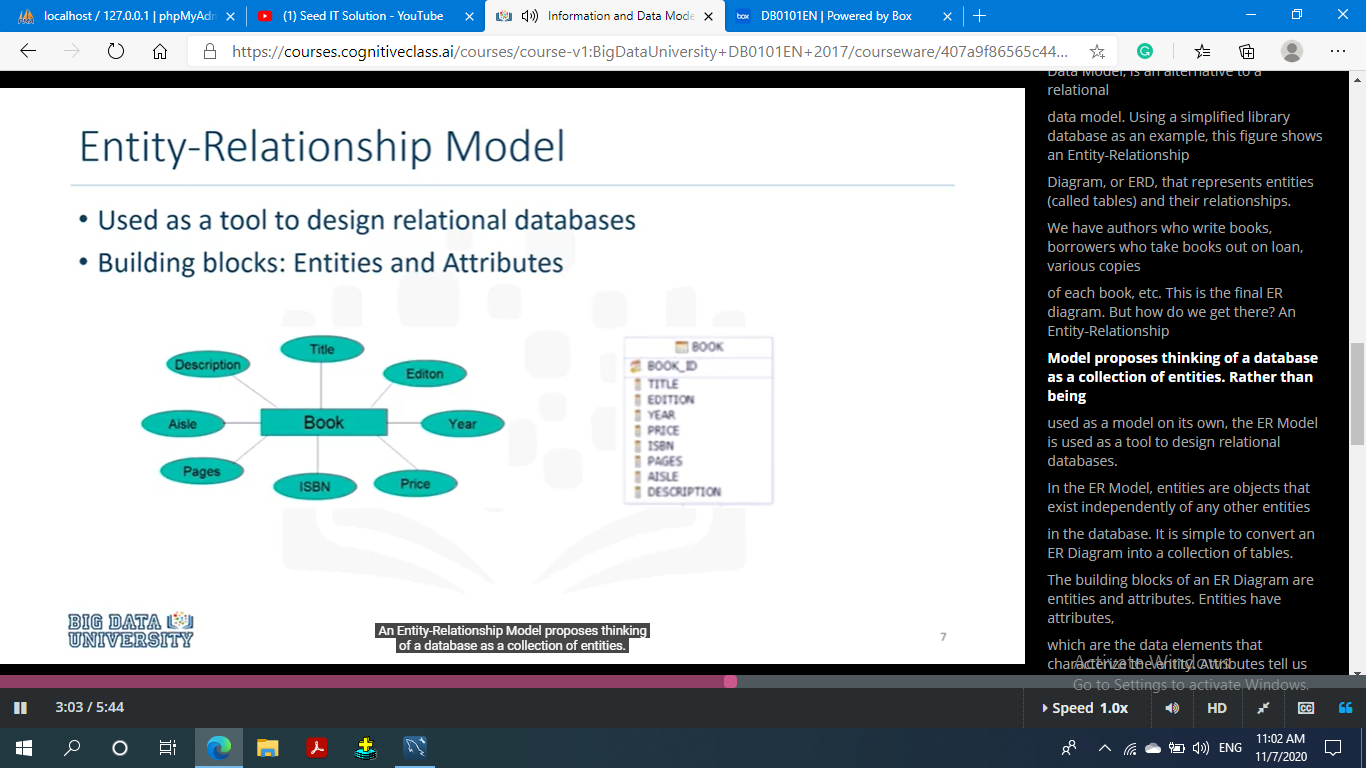 localhost / 127.0.0.1 | phpMyAdm
(1) Seed IT Solution - YouTube
Information and Data Mode
box
DB0101EN | Powered by Box
https://courses.cognitiveclass.ai/courses/course-v1:BigDataUniversity+DB0101EN+2017/courseware/407a9f86565c44...
Entity-Relationship Model
• Used as a tool to design relational databases
• Building blocks: Entities and Attributes
Title
Description
Editon
Aisle
Book
Year
Pages
ISBN
Price
BOOK
BOOK_ID
TITLE
EDITION
YEAR
PRICE
ISBN
PAGES
AISLE
DESCRIPTION
BIG DATA
UNIVERSITY
An Entity-Relationship Model proposes thinking
of a database as a collection of entities.
7
Data Model, is an alternative to a
relational
data model. Using a simplified library
database as an example, this figure shows
an Entity-Relationship
Diagram, or ERD, that represents entities
(called tables) and their relationships.
We have authors who write books,
borrowers who take books out on loan,
various copies
of each book, etc. This is the final ER
diagram. But how do we get there? An
Entity-Relationship
Model proposes thinking of a database
as a collection of entities. Rather than
being
used as a model on its own, the ER Model
is used as a tool to design relational
databases.
In the ER Model, entities are objects that
exist independently of any other entities
in the database. It is simple to convert an
ER Diagram into a collection of tables.
The building blocks of an ER Diagram are
entities and attributes. Entities have
attributes,
which are the data elements that
characterize the entity. Attributes tell us
Activate Windows
Go to Settings to activate Windows.
3:03 / 5:44
Speed 1.0x
HD
CC
ENG
11:02 AM
11/7/2020